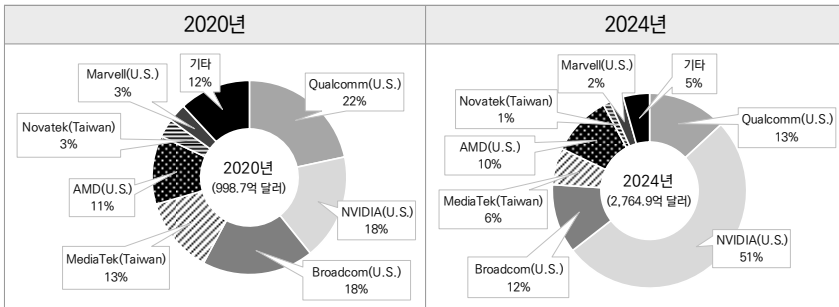 2020년
2024년
기타
12%
Marvell(U.S.)
3%
Qualcomm(U.S.)
22%
Novatek(Taiwan)
3%
AMD(U.S.)
11%
MediaTek(Taiwan)
13%
2020년
(998.7억 달러)
NVIDIA(U.S.)
18%
Broadcom(U.S.)
18%
Marvell(U.S.)
2%
기타
5%
Novatek(Taiwan)
1%
Qualcomm(U.S.)
13%
AMD(U.S.)
10%
MediaTek(Taiwan)
6%
2024년
(2,764.9억 달러)
NVIDIA(U.S.)
51%
Broadcom(U.S.)
12%